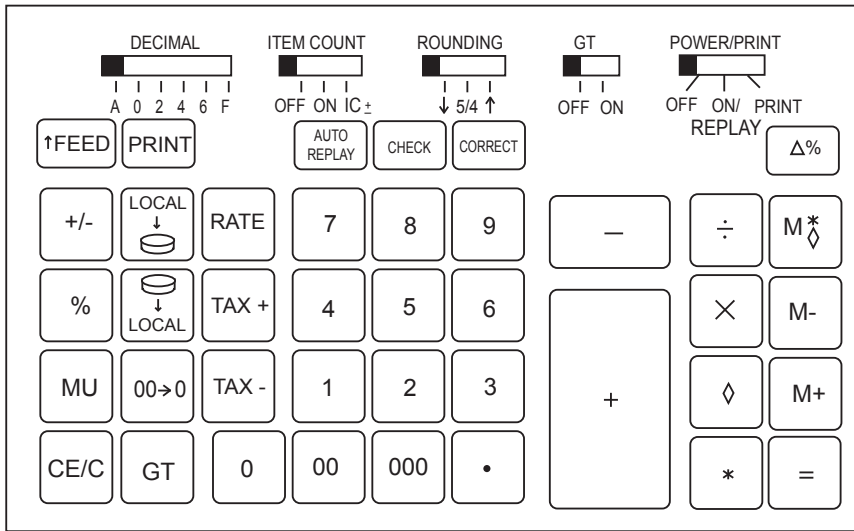 DECIMAL ITEM COUNT ROUNDING GT POWER/PRINT
A 0 2 4 6 F OFF ON IC ± ↓ 5/4 ↑ OFF ON OFF ON/ PRINT
REPLAY
↑FEED PRINT AUTO REPLAY CHECK CORRECT Δ%
+/- LOCAL ↓ RATE 7 8 9 — ÷ M*◊
% ↓ LOCAL TAX + 4 5 6 × M-
MU 00→0 TAX - 1 2 3 + ◊ M+
CE/C GT 0 00 000 • * =